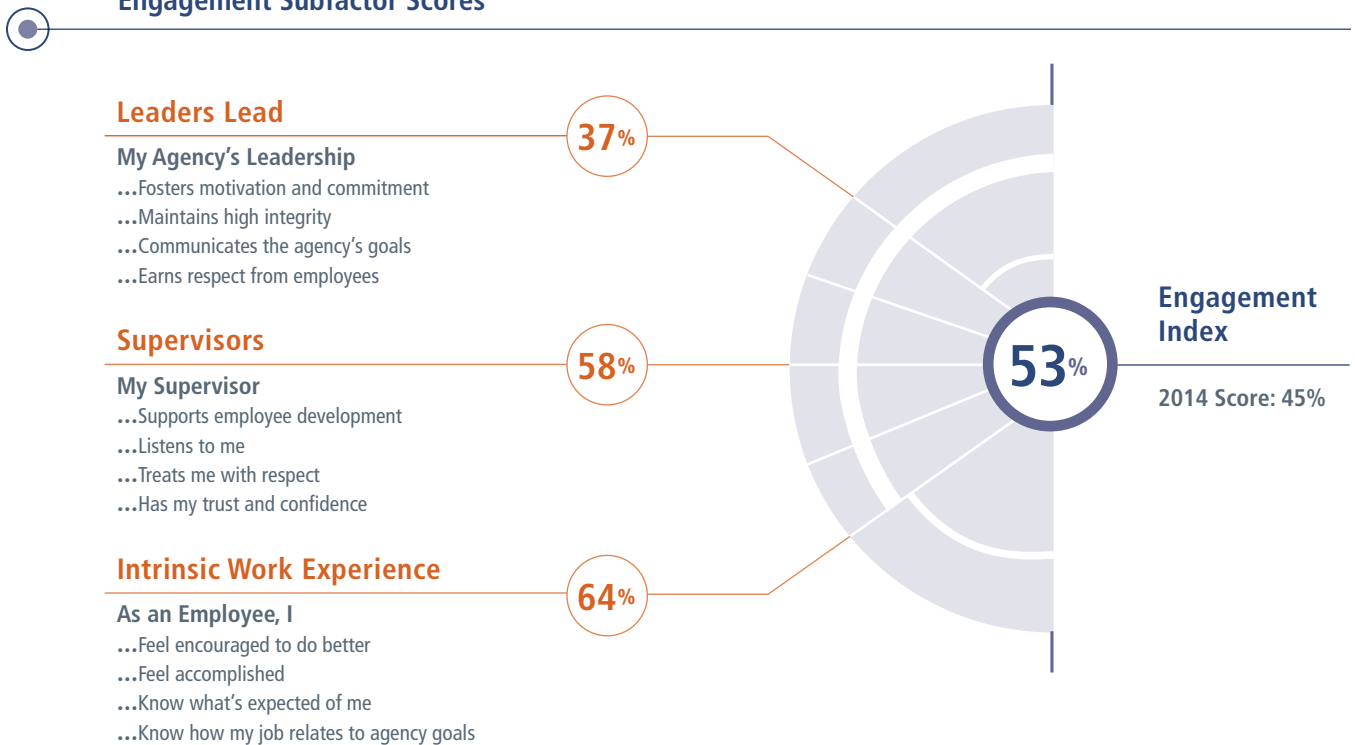 Engagement Subfactor Scores
Leaders Lead
37%
My Agency’s Leadership
...Fosters motivation and commitment
...Maintains high integrity
...Communicates the agency’s goals
...Earns respect from employees
Supervisors
58%
My Supervisor
...Supports employee development
...Listens to me
...Treats me with respect
...Has my trust and confidence
Intrinsic Work Experience
64%
As an Employee, I
...Feel encouraged to do better
...Feel accomplished
...Know what’s expected of me
...Know how my job relates to agency goals
53%
Engagement
Index
2014 Score: 45%